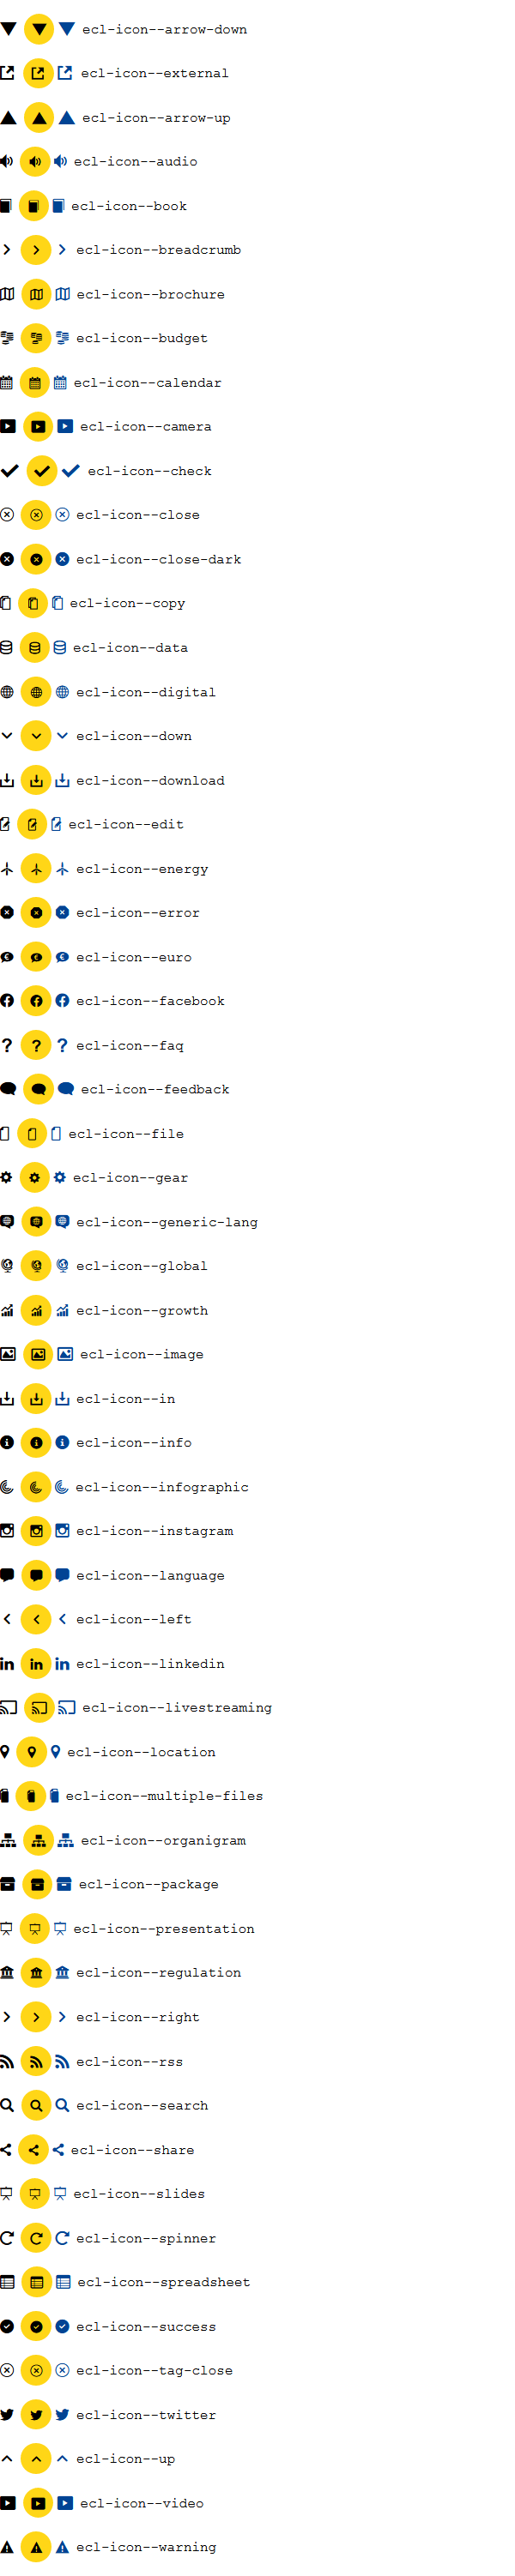 ecl-icon--arrow-down
ecl-icon--external
ecl-icon--arrow-up
ecl-icon--audio
ecl-icon--book
ecl-icon--breadcrumb
ecl-icon--brochure
ecl-icon--budget
ecl-icon--calendar
ecl-icon--camera
ecl-icon--check
ecl-icon--close
ecl-icon--close-dark
ecl-icon--copy
ecl-icon--data
ecl-icon--digital
ecl-icon--down
ecl-icon--download
ecl-icon--edit
ecl-icon--energy
ecl-icon--error
ecl-icon--euro
ecl-icon--facebook
ecl-icon--faq
ecl-icon--feedback
ecl-icon--file
ecl-icon--gear
ecl-icon--generic-lang
ecl-icon--global
ecl-icon--growth
ecl-icon--image
ecl-icon--in
ecl-icon--info
ecl-icon--infographic
ecl-icon--instagram
ecl-icon--language
ecl-icon--left
ecl-icon--linkedin
ecl-icon--livestreaming
ecl-icon--location
ecl-icon--multiple-files
ecl-icon--organigram
ecl-icon--package
ecl-icon--presentation
ecl-icon--regulation
ecl-icon--right
ecl-icon--rss
ecl-icon--search
ecl-icon--share
ecl-icon--slides
ecl-icon--spinner
ecl-icon--spreadsheet
ecl-icon--success
ecl-icon--tag-close
ecl-icon--twitter
ecl-icon--up
ecl-icon--video
ecl-icon--warning